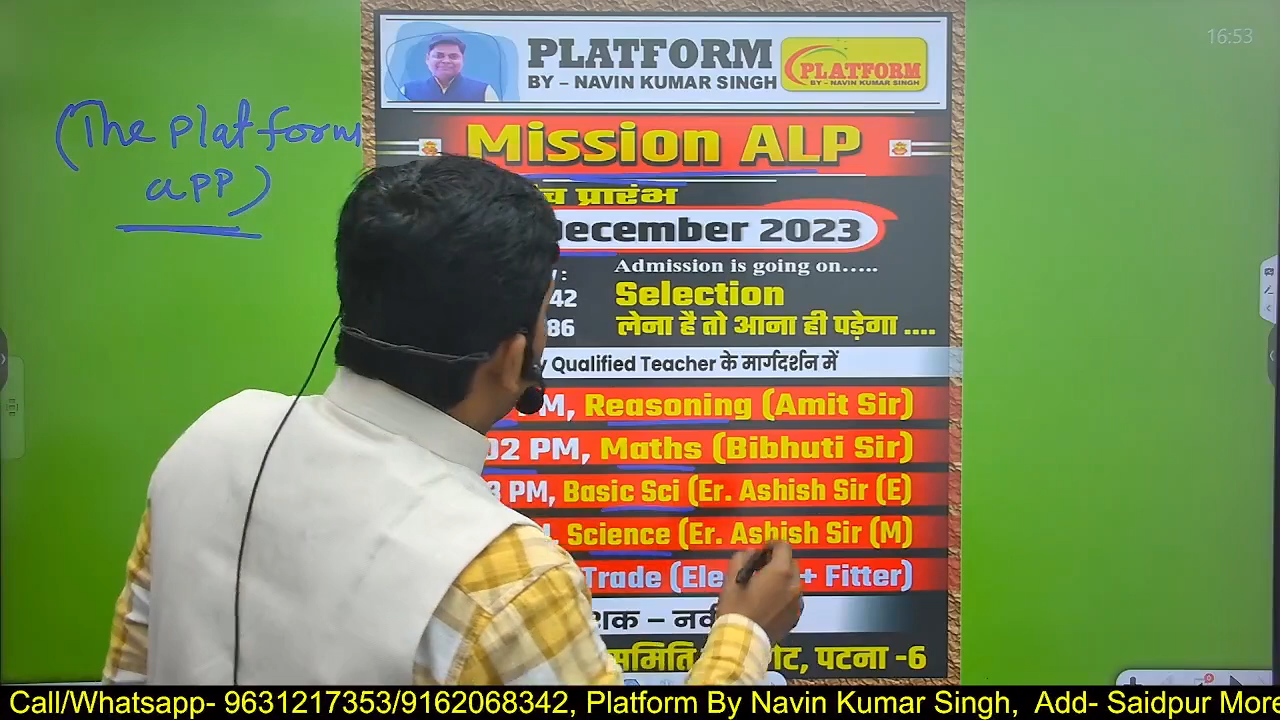 16:53
(The platform
app)
PLATFORM
BY – NAVIN KUMAR SINGH
PLATFORM
BY - NAVIN KUMAR SINGH
Mission ALP
प्रारंभ
December 2023
Admission is going on.....
42
Selection
86
लेना है तो आना ही पड़ेगा ....
Qualified Teacher के मार्गदर्शन में
PM, Reasoning (Amit Sir)
02 PM, Maths (Bibhuti Sir)
PM, Basic Sci (Er. Ashish Sir (E)
Science (Er. Ashish Sir (M)
Trade (Ele + Fitter)
–
समिति पटना -6
Call/Whatsapp- 9631217353/9162068342, Platform By Navin Kumar Singh, Add- Saidpur More